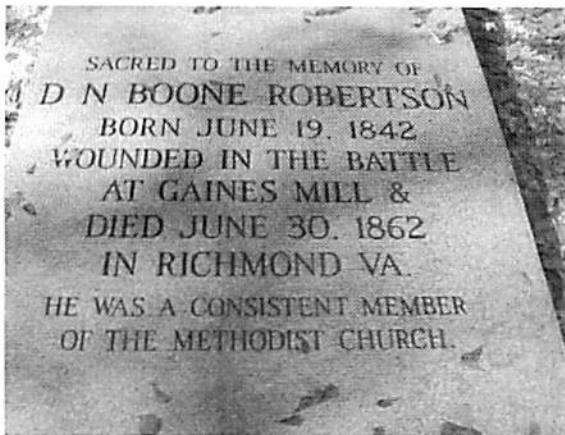 SACRED TO THE MEMORY OF
D N BOONE ROBERTSON
BORN JUNE 19, 1842
WOUNDED IN THE BATTLE
AT GAINES MILL &
DIED JUNE 30, 1862
IN RICHMOND VA.
HE WAS A CONSISTENT MEMBER
OF THE METHODIST CHURCH.